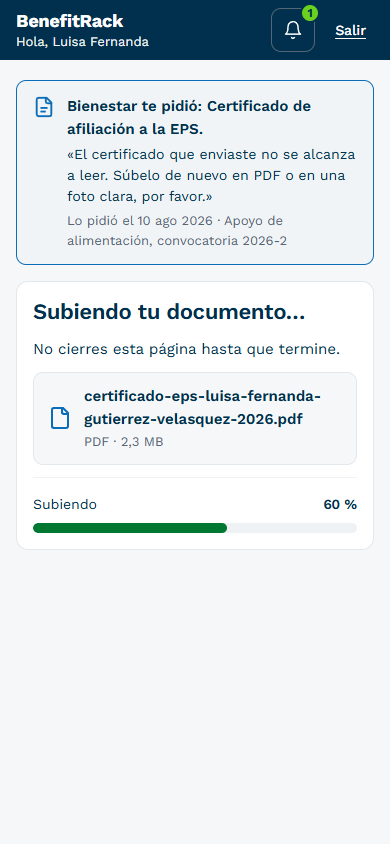 BenefitRack
Hola, Luisa Fernanda
1
Salir
Bienestar te pidió: Certificado de
afiliación a la EPS.
«El certificado que enviaste no se alcanza
a leer. Súbelo de nuevo en PDF o en una
foto clara, por favor.»
Lo pidió el 10 ago 2026 · Apoyo de
alimentación, convocatoria 2026-2
Subiendo tu documento...
No cierres esta página hasta que termine.
certificado-eps-luisa-fernanda-
gutierrez-velasquez-2026.pdf
PDF · 2,3 MB
Subiendo
60 %